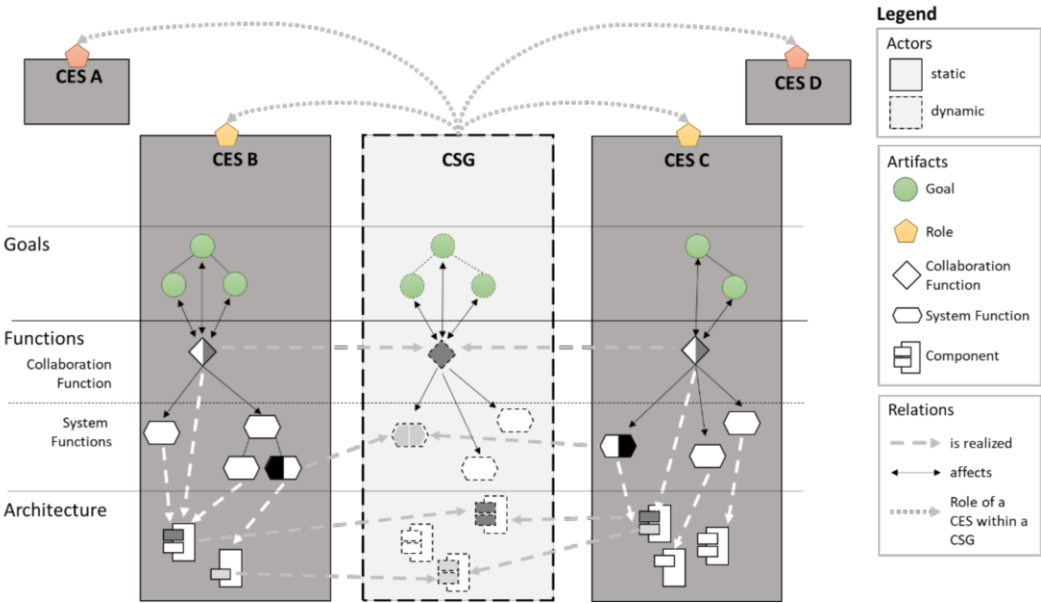 CES A
CES D
CES B
CSG
CES C
Goals
Functions
Collaboration
Function
System
Functions
Architecture
Legend
Actors
static
dynamic
Artifacts
Goal
Role
Collaboration
Function
System Function
Component
Relations
is realized
affects
Role of a
CES within a
CSG